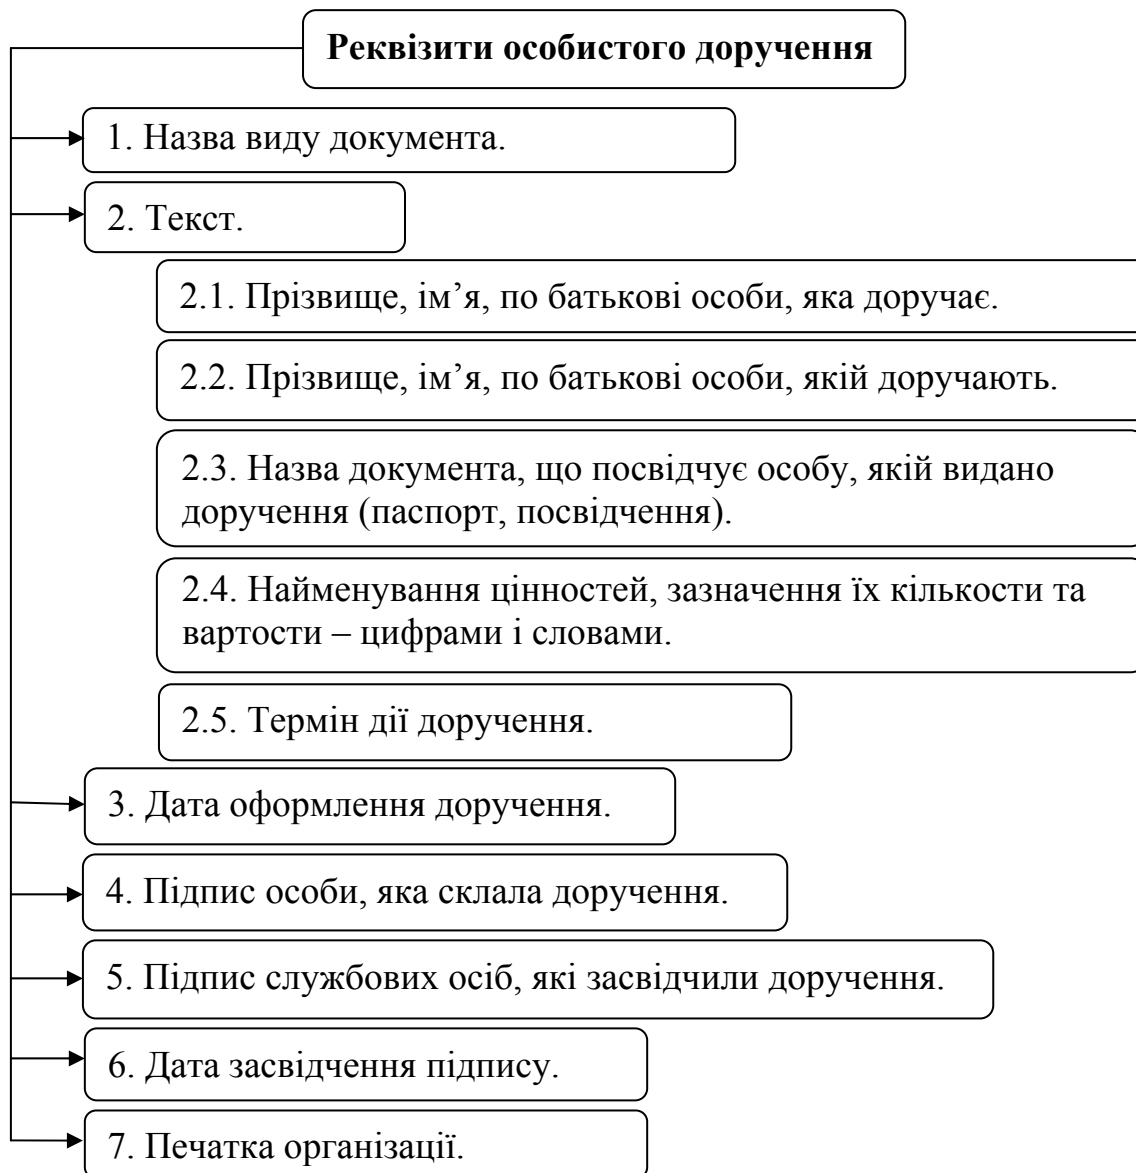 Реквізити особистого доручення
1. Назва виду документа.
2. Текст.
2.1. Прізвище, ім’я, по батькові особи, яка доручає.
2.2. Прізвище, ім’я, по батькові особи, якій доручають.
2.3. Назва документа, що посвідчує особу, якій видано
доручення (паспорт, посвідчення).
2.4. Найменування цінностей, зазначення їх кількости та
вартости – цифрами і словами.
2.5. Термін дії доручення.
3. Дата оформлення доручення.
4. Підпис особи, яка склала доручення.
5. Підпис службових осіб, які засвідчили доручення.
6. Дата засвідчення підпису.
7. Печатка організації.